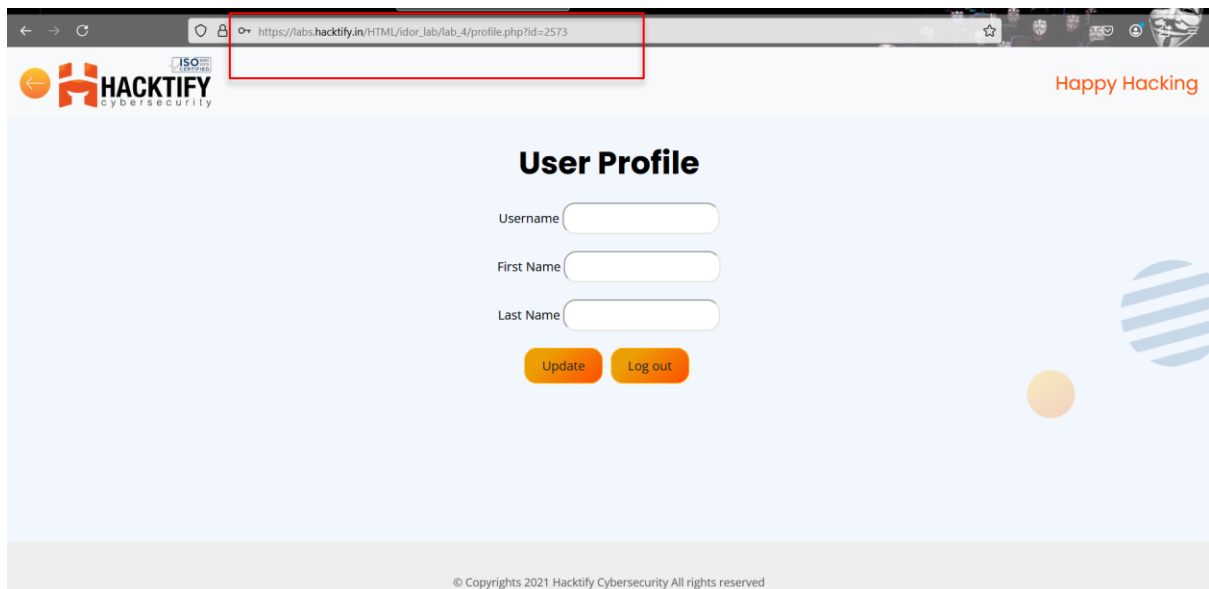 https://labs.hacktify.in/HTML/idor_lab/lab_4/profile.php?id=2573
ISO
CERTIFIED
HACKTIFY
cybersecurity
Happy Hacking
User Profile
Username
First Name
Last Name
Update Log out
© Copyrights 2021 Hacktify Cybersecurity All rights reserved